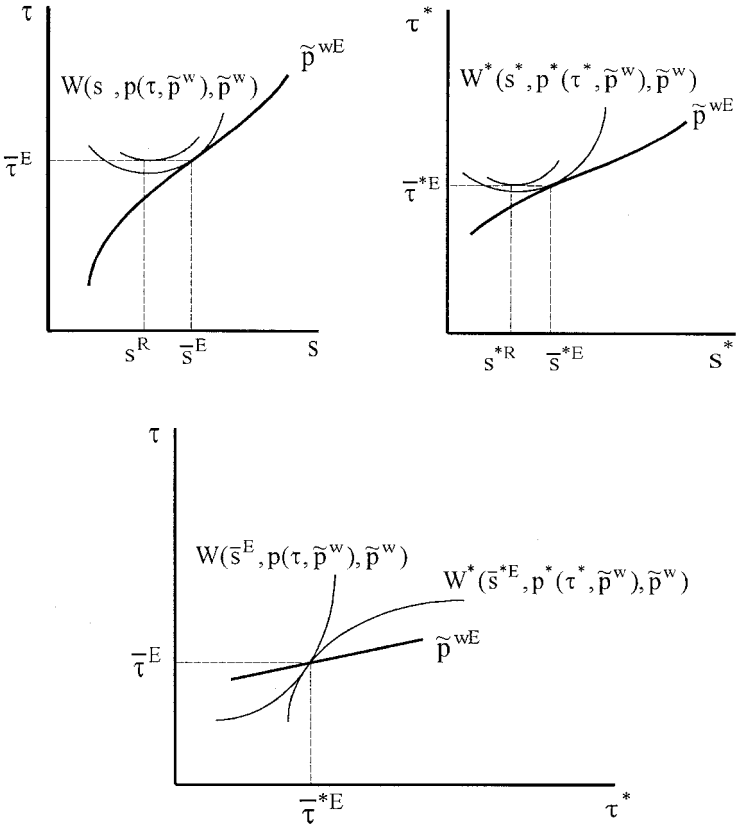 τ
p̃ʷᴱ
W(s ,p(τ,p̃ʷ),p̃ʷ)
τ̄ᴱ
sᴿ
s̄ᴱ
s
τ*
W*(s*,p*(τ*,p̃ʷ),p̃ʷ)
p̃ʷᴱ
τ̄*ᴱ
s*ᴿ
s̄*ᴱ
s*
τ
W(s̄ᴱ,p(τ,p̃ʷ),p̃ʷ)
W*(s̄*ᴱ,p*(τ*,p̃ʷ),p̃ʷ)
p̃ʷᴱ
τ̄ᴱ
τ̄*ᴱ
τ*